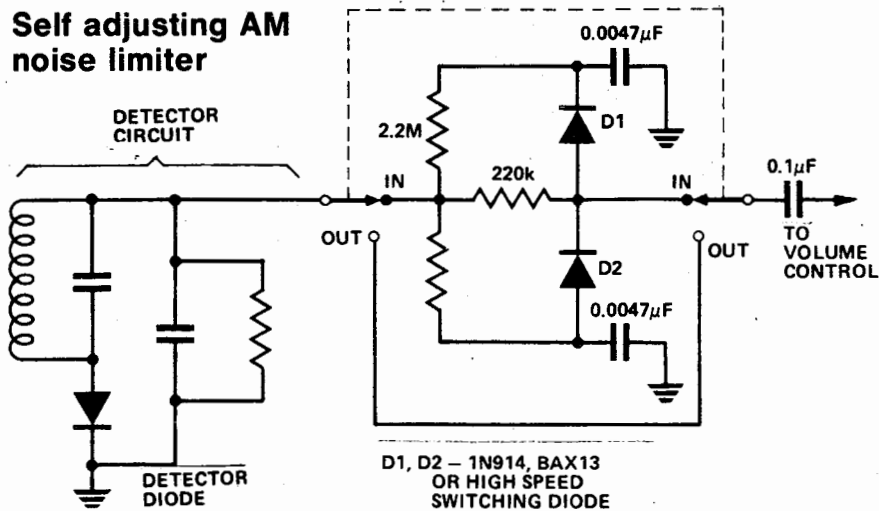 Self adjusting AM
noise limiter
0.0047µF
DETECTOR
CIRCUIT
2.2M
D1
220k
IN
IN
0.1µF
OUT
OUT
TO
VOLUME
CONTROL
D2
0.0047µF
DETECTOR
DIODE
D1, D2 – 1N914, BAX13
OR HIGH SPEED
SWITCHING DIODE